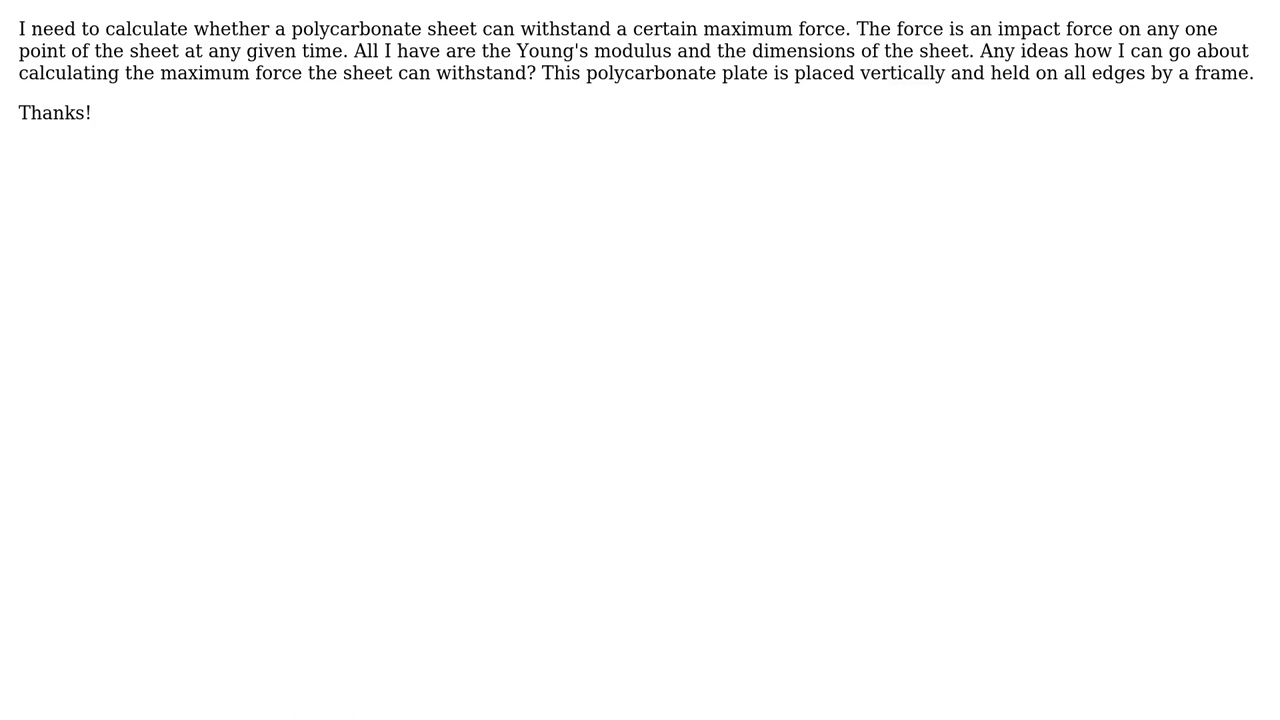 I need to calculate whether a polycarbonate sheet can withstand a certain maximum force. The force is an impact force on any one
point of the sheet at any given time. All I have are the Young's modulus and the dimensions of the sheet. Any ideas how I can go about
calculating the maximum force the sheet can withstand? This polycarbonate plate is placed vertically and held on all edges by a frame.
Thanks!